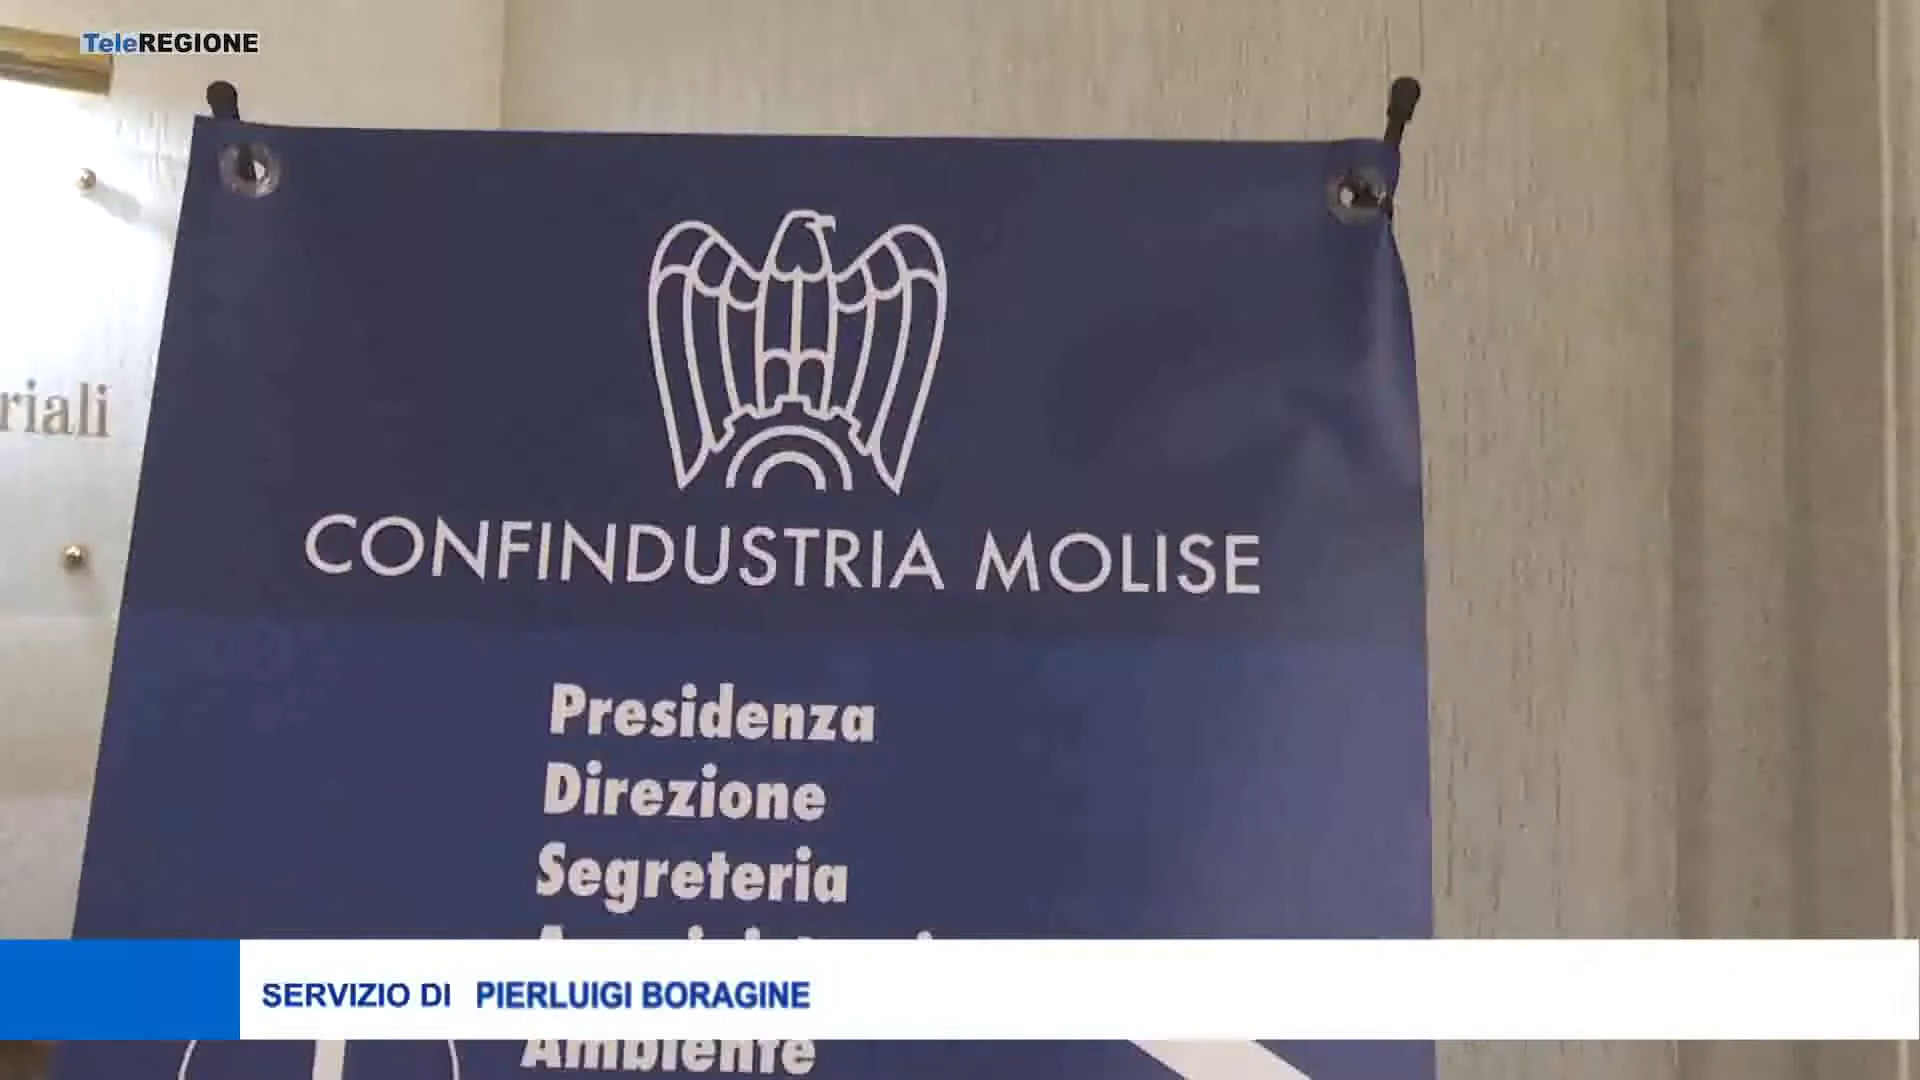 TeleREGIONE
riali
CONFINDUSTRIA MOLISE
Presidenza
Direzione
Segreteria
SERVIZIO DI PIERLUIGI BORAGINE
Ambiente